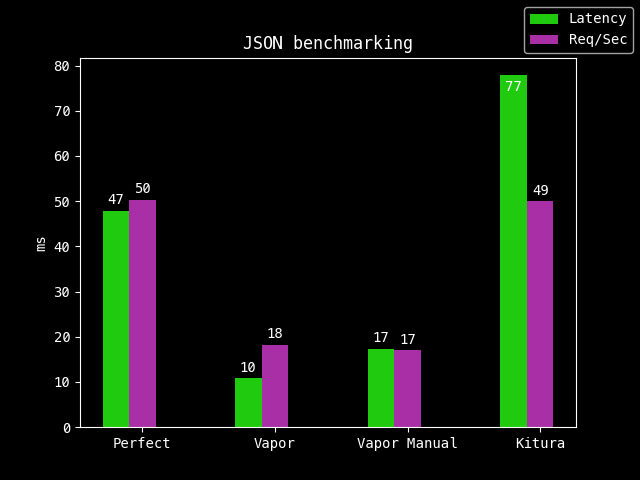 Latency
Req/Sec
JSON benchmarking
80
70
60
50
40
30
20
10
0
ms
47
50
10
18
17
17
77
49
Perfect
Vapor
Vapor Manual
Kitura